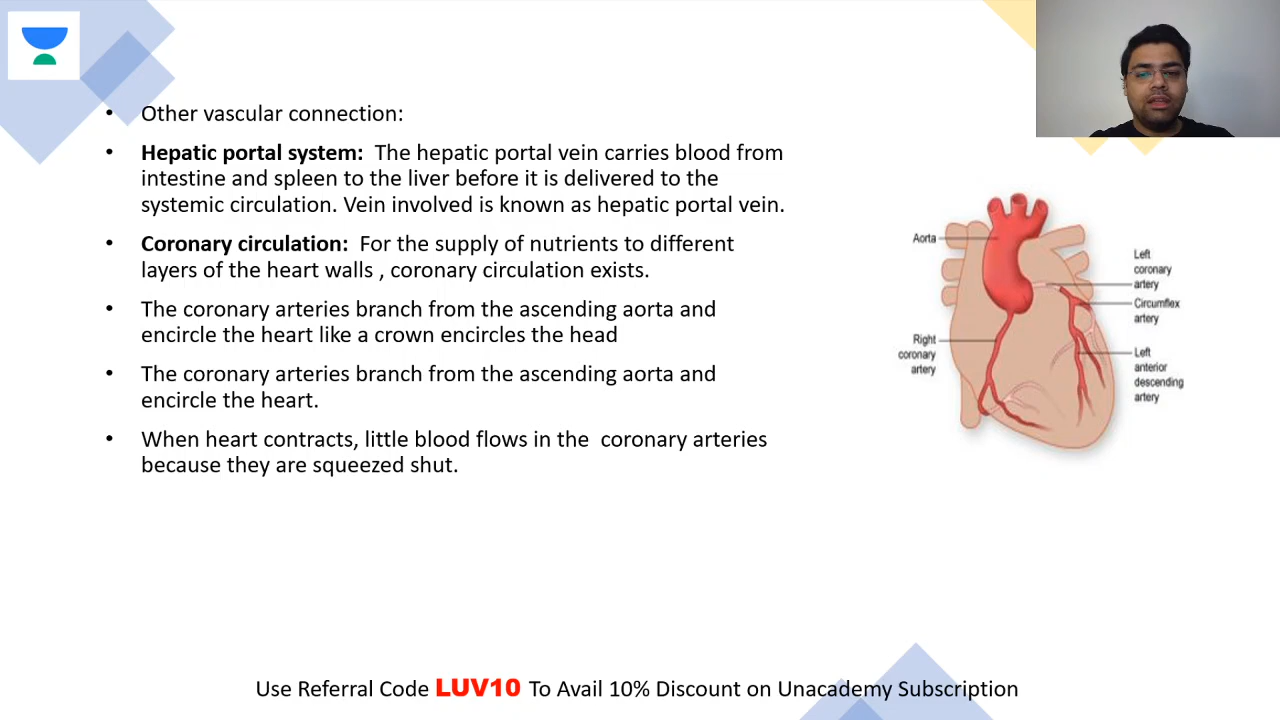 • Other vascular connection:
• Hepatic portal system: The hepatic portal vein carries blood from
intestine and spleen to the liver before it is delivered to the
systemic circulation. Vein involved is known as hepatic portal vein.
• Coronary circulation: For the supply of nutrients to different
layers of the heart walls , coronary circulation exists.
• The coronary arteries branch from the ascending aorta and
encircle the heart like a crown encircles the head
• The coronary arteries branch from the ascending aorta and
encircle the heart.
• When heart contracts, little blood flows in the coronary arteries
because they are squeezed shut.
Aorta
Left
coronary
artery
Circumflex
artery
Right
coronary
artery
Left
anterior
descending
artery
Use Referral Code LUV10 To Avail 10% Discount on Unacademy Subscription